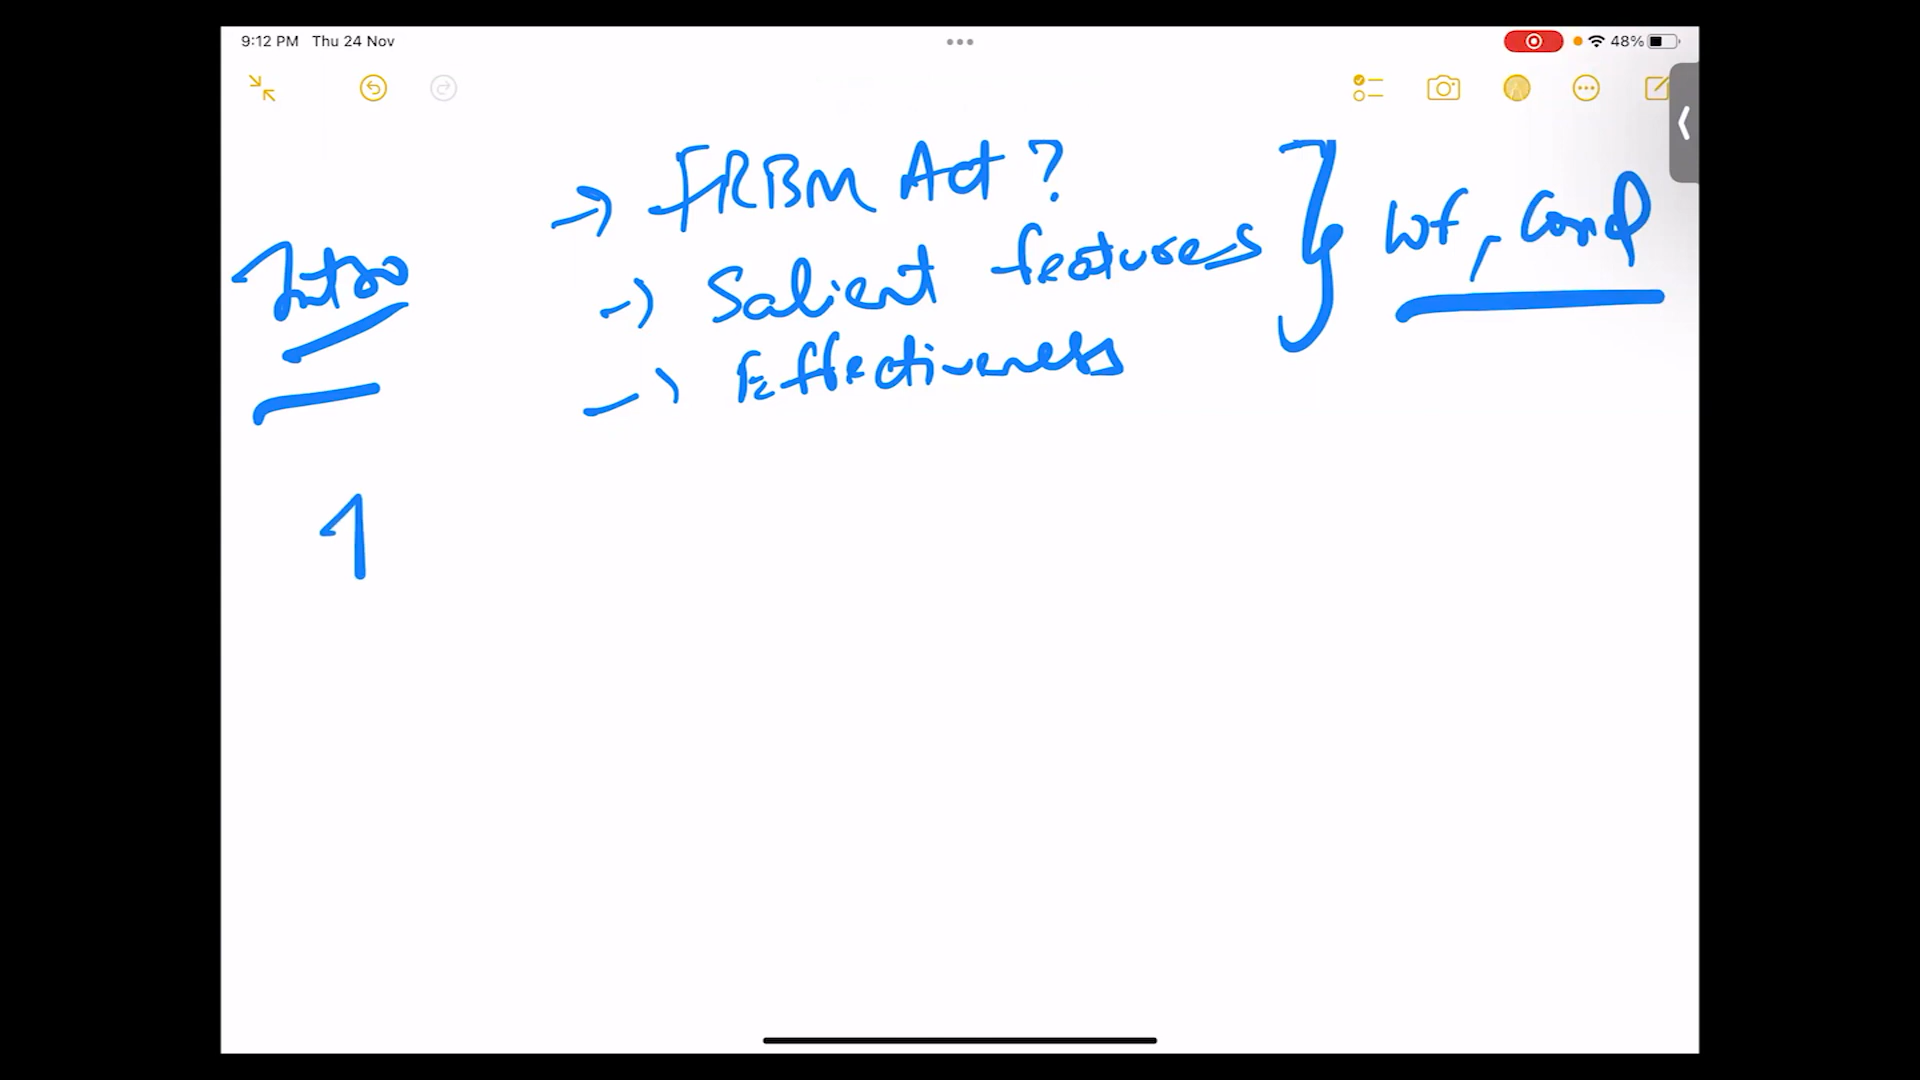 9:12 PM Thu 24 Nov
48%
→ FRBM Act ?
Intro
→ Salient features
→ Effectiveness
Wf, Concl
1